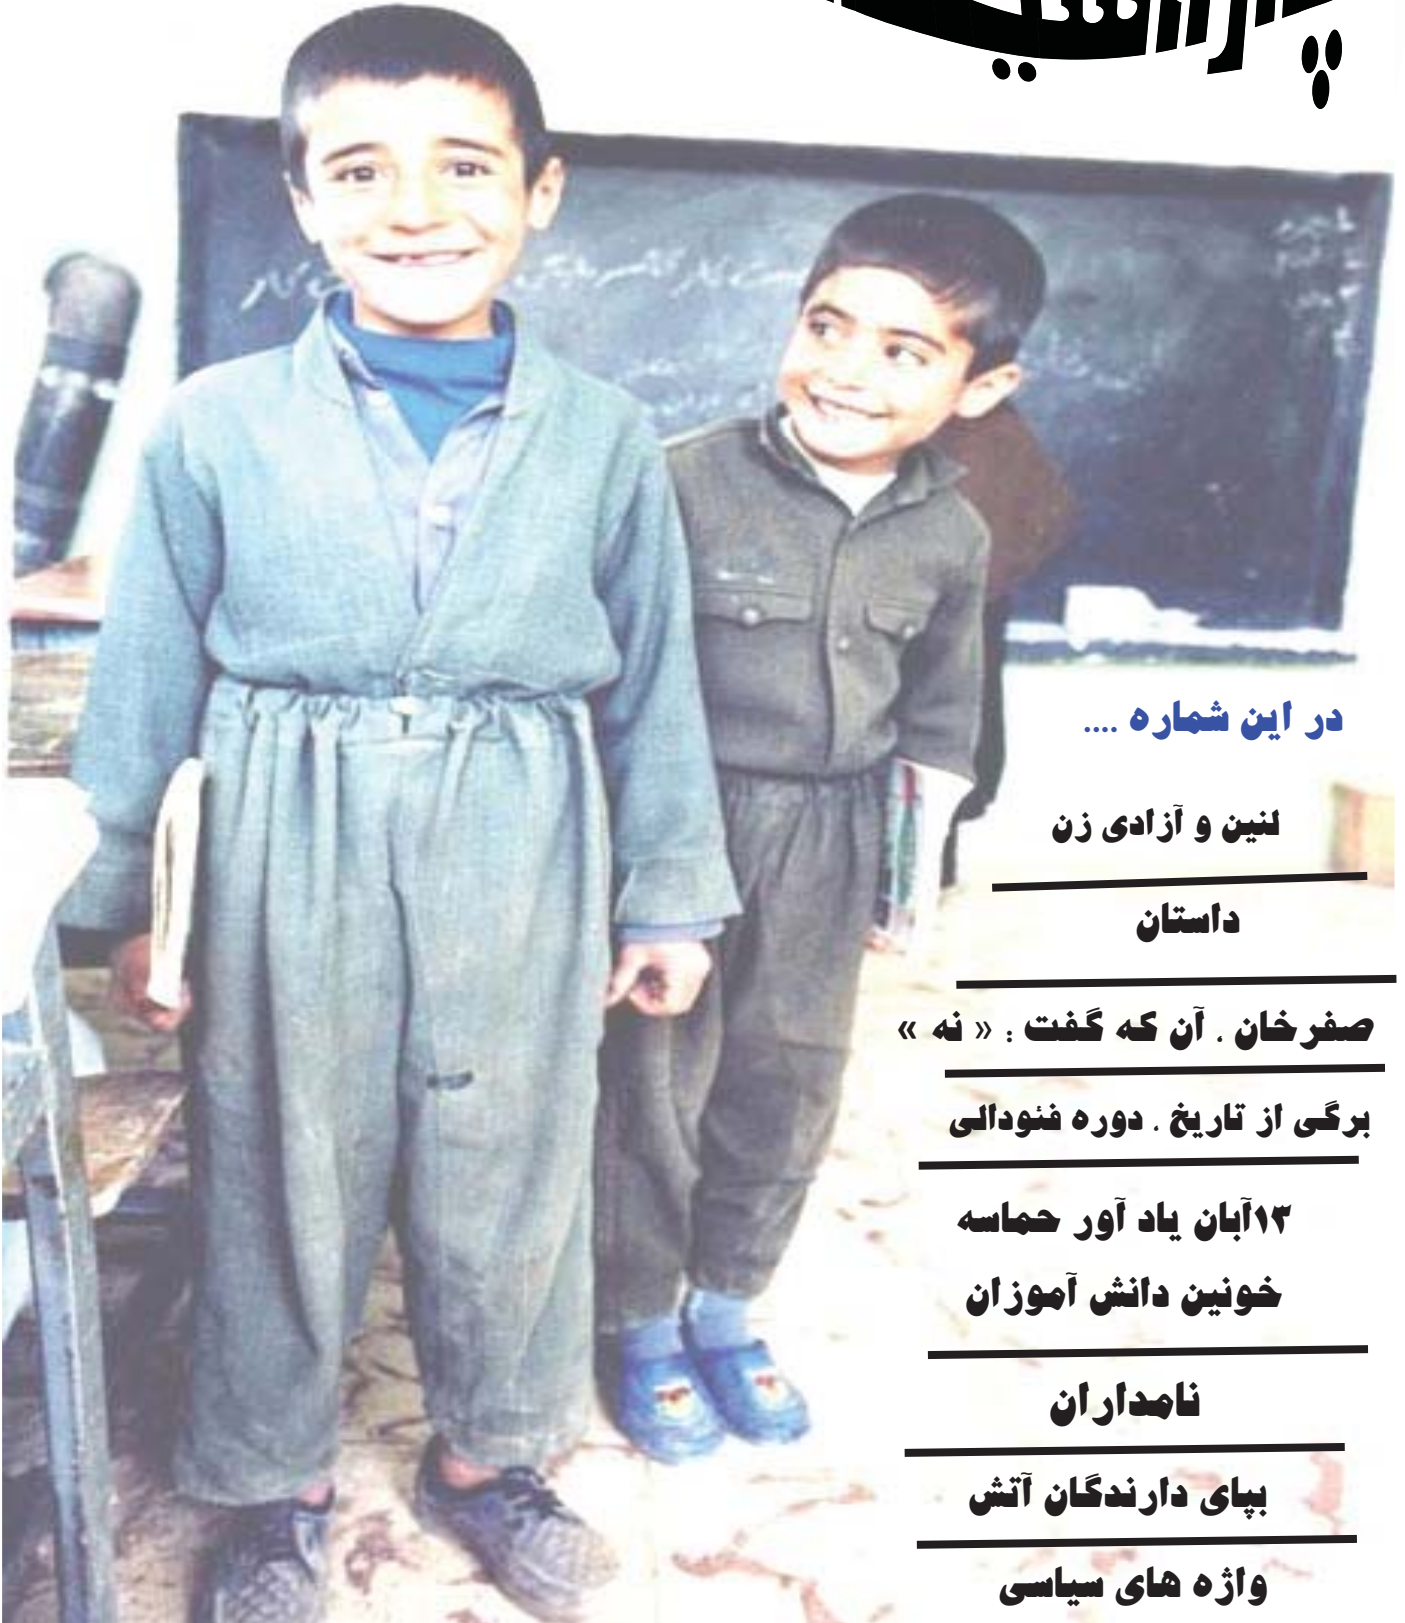 در این شماره ....
لنین و آزادی زن
داستان
صفرخان . آن که گفت : « نه »
برگی از تاریخ . دوره فئودالی
۱۳آبان یاد آور حماسه
خونین دانش آموزان
نامداران
بپای دارندگان آتش
واژه های سیاسی